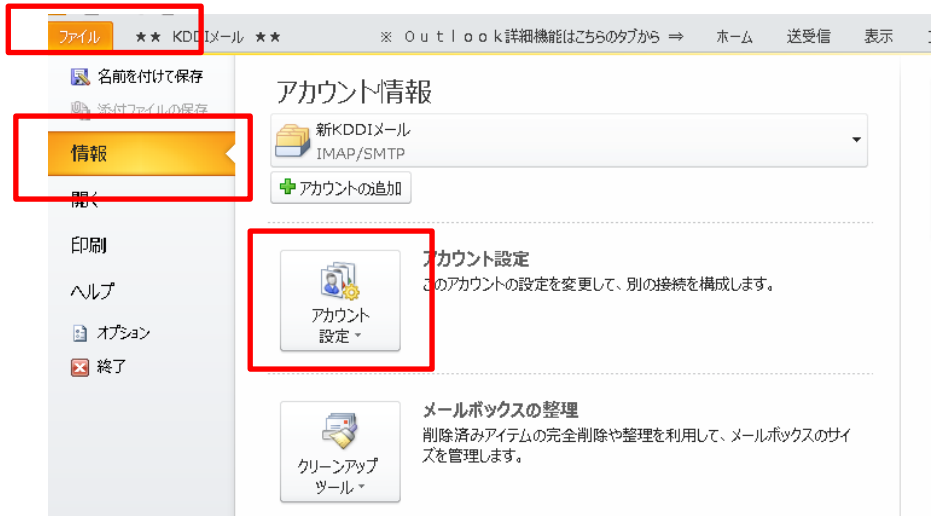 ファイル ★★ KDDIメール ★★ ※ Outlook詳細機能はこちらのタブから ⇒ ホーム 送受信 表示
名前を付けて保存
添付ファイルの保存
情報
開く
印刷
ヘルプ
オプション
終了
アカウント情報
新KDDIメール
IMAP/SMTP
アカウントの追加
アカウント
設定
アカウント設定
このアカウントの設定を変更して、別の接続を構成します。
クリーンアップ
ツール
メールボックスの整理
削除済みアイテムの完全削除や整理を利用して、メールボックスのサイ
ズを管理します。